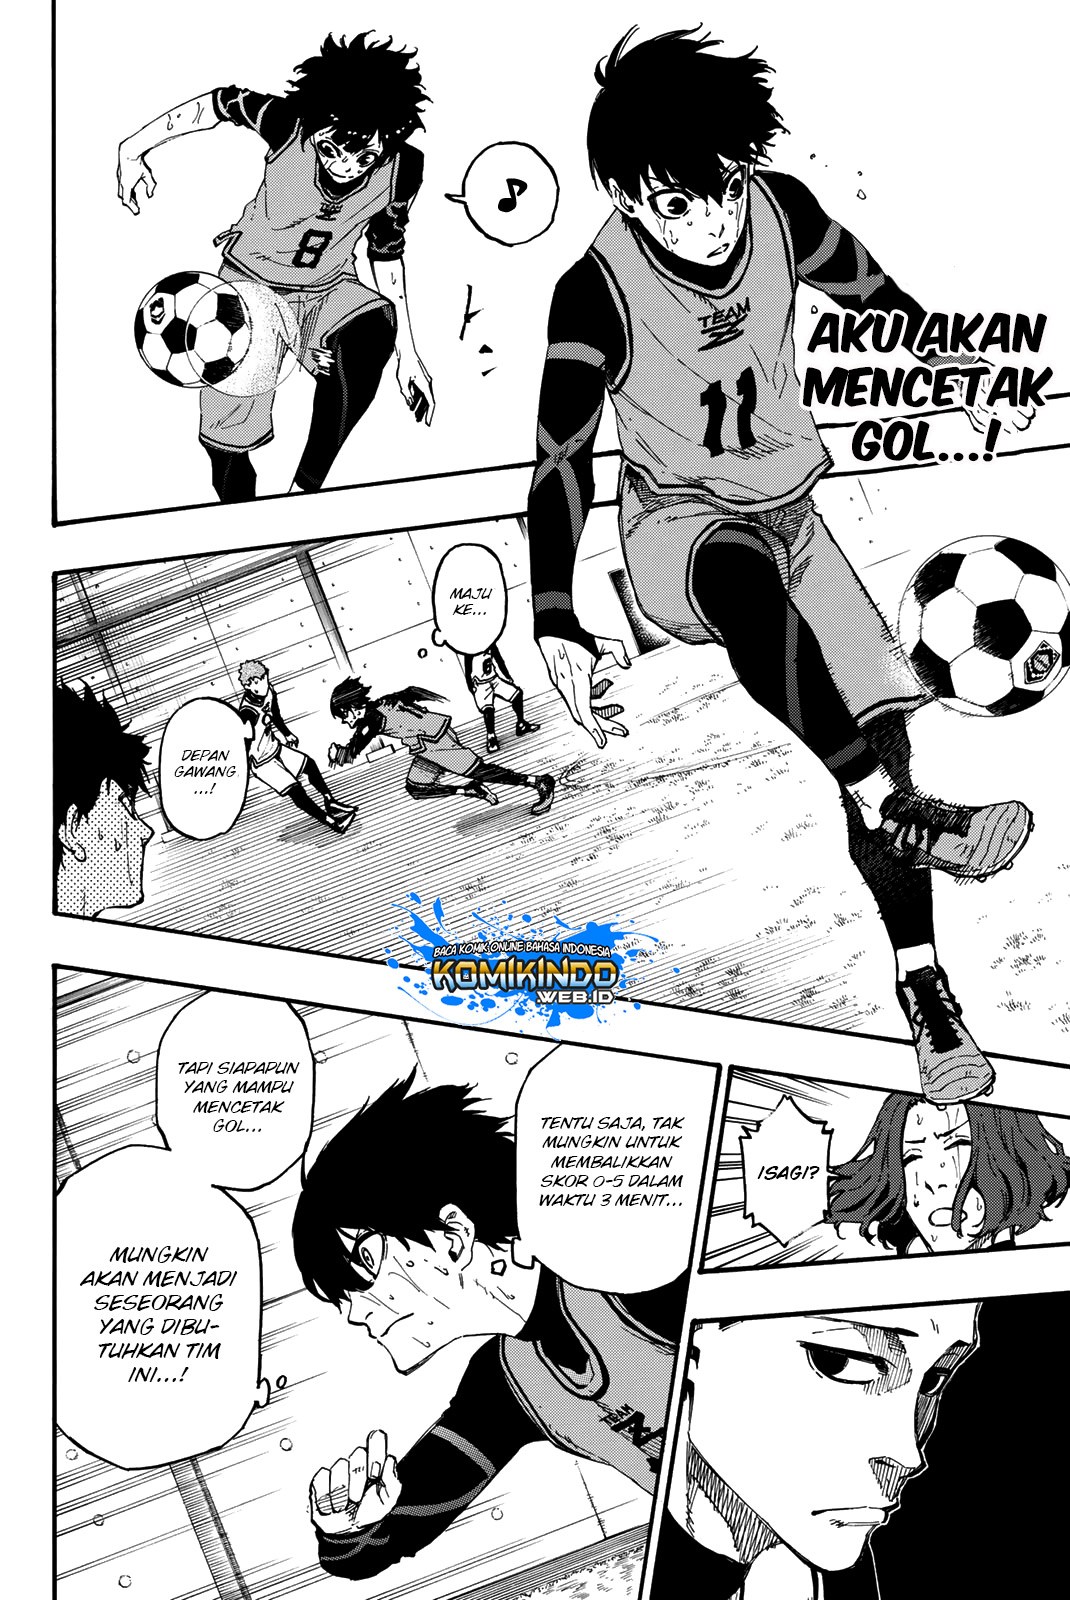 ♪
AKU AKAN
MENCETAK
GOL...!
8
TEAM
Z
11
MAJU
KE...
DEPAN
GAWANG
...!
BACA KOMIK ONLINE BAHASA INDONESIA
KOMIKINDO
WEB.ID
ISAGI?
TENTU SAJA, TAK
MUNGKIN UNTUK
MEMBALIKKAN
SKOR 0-5 DALAM
WAKTU 3 MENIT...
TAPI SIAPAPUN
YANG MAMPU
MENCETAK
GOL...
MUNGKIN
AKAN MENJADI
SESEORANG
YANG DIBU-
TUHKAN TIM
INI...!
TEAM
Z